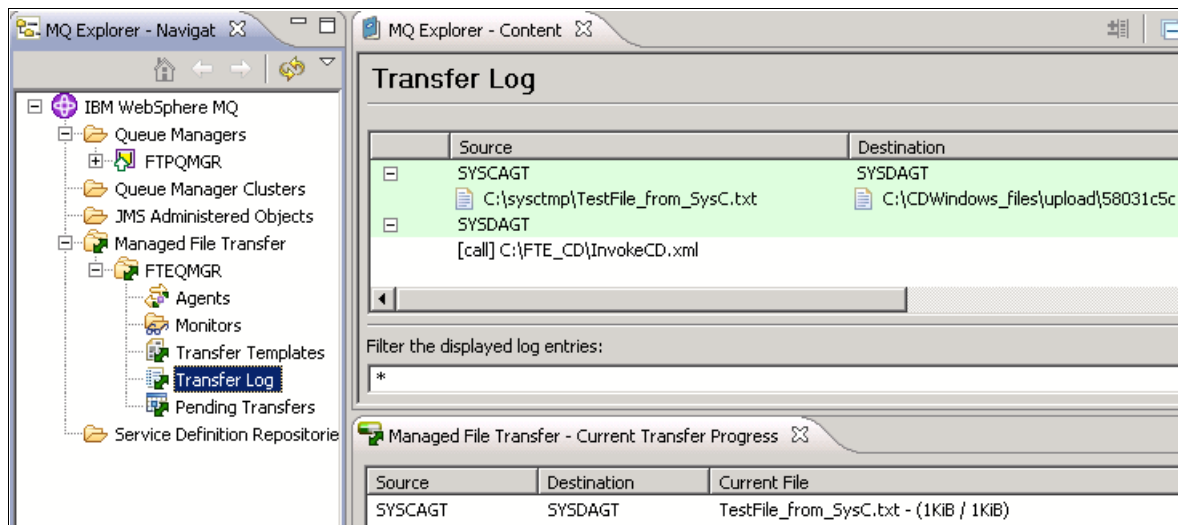 MQ Explorer - Navigat
IBM WebSphere MQ
Queue Managers
FTPQMGR
Queue Manager Clusters
JMS Administered Objects
Managed File Transfer
FTEQMGR
Agents
Monitors
Transfer Templates
Transfer Log
Pending Transfers
Service Definition Repositorie
MQ Explorer - Content
Transfer Log
Source Destination
SYSCAGT SYSDAGT
C:\sysctmp\TestFile_from_SysC.txt C:\CDWindows_files\upload\58031c5c
SYSDAGT
[call] C:\FTE_CD\InvokeCD.xml
Filter the displayed log entries:
*
Managed File Transfer - Current Transfer Progress
Source Destination Current File
SYSCAGT SYSDAGT TestFile_from_SysC.txt - (1KiB / 1KiB)